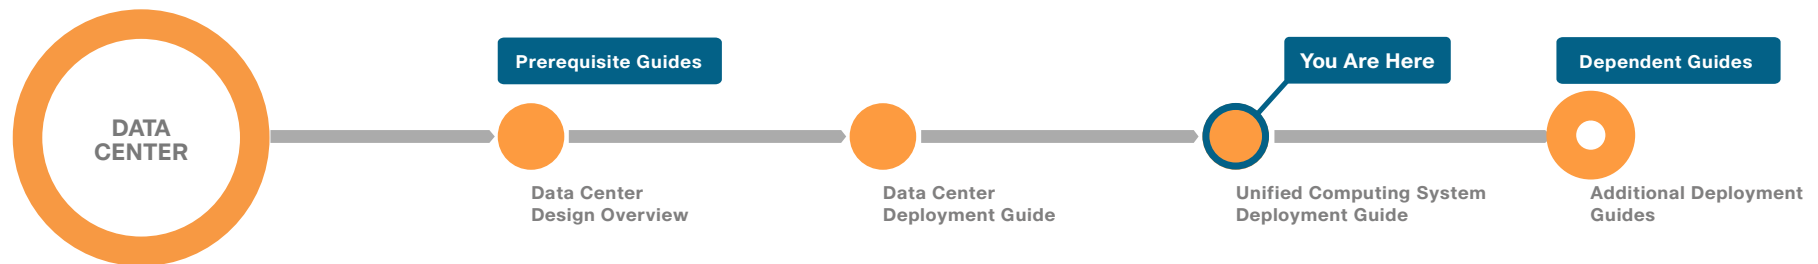 DATA
CENTER
Prerequisite Guides
Data Center
Design Overview
Data Center
Deployment Guide
You Are Here
Unified Computing System
Deployment Guide
Dependent Guides
Additional Deployment
Guides